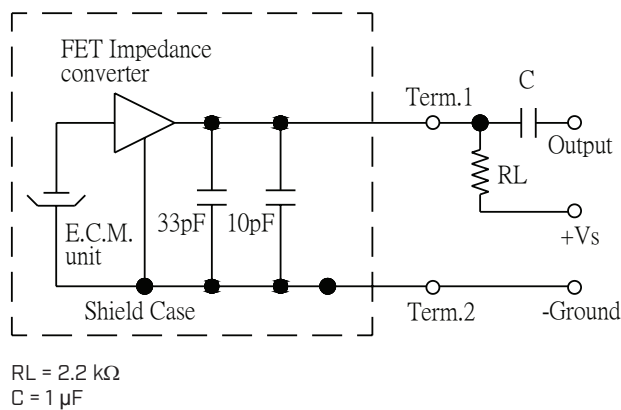 FET Impedance
converter
C
Term.1
Output
RL
33pF
10pF
E.C.M.
unit
+Vs
Shield Case
Term.2
-Ground
RL = 2.2 kΩ
C = 1 µF